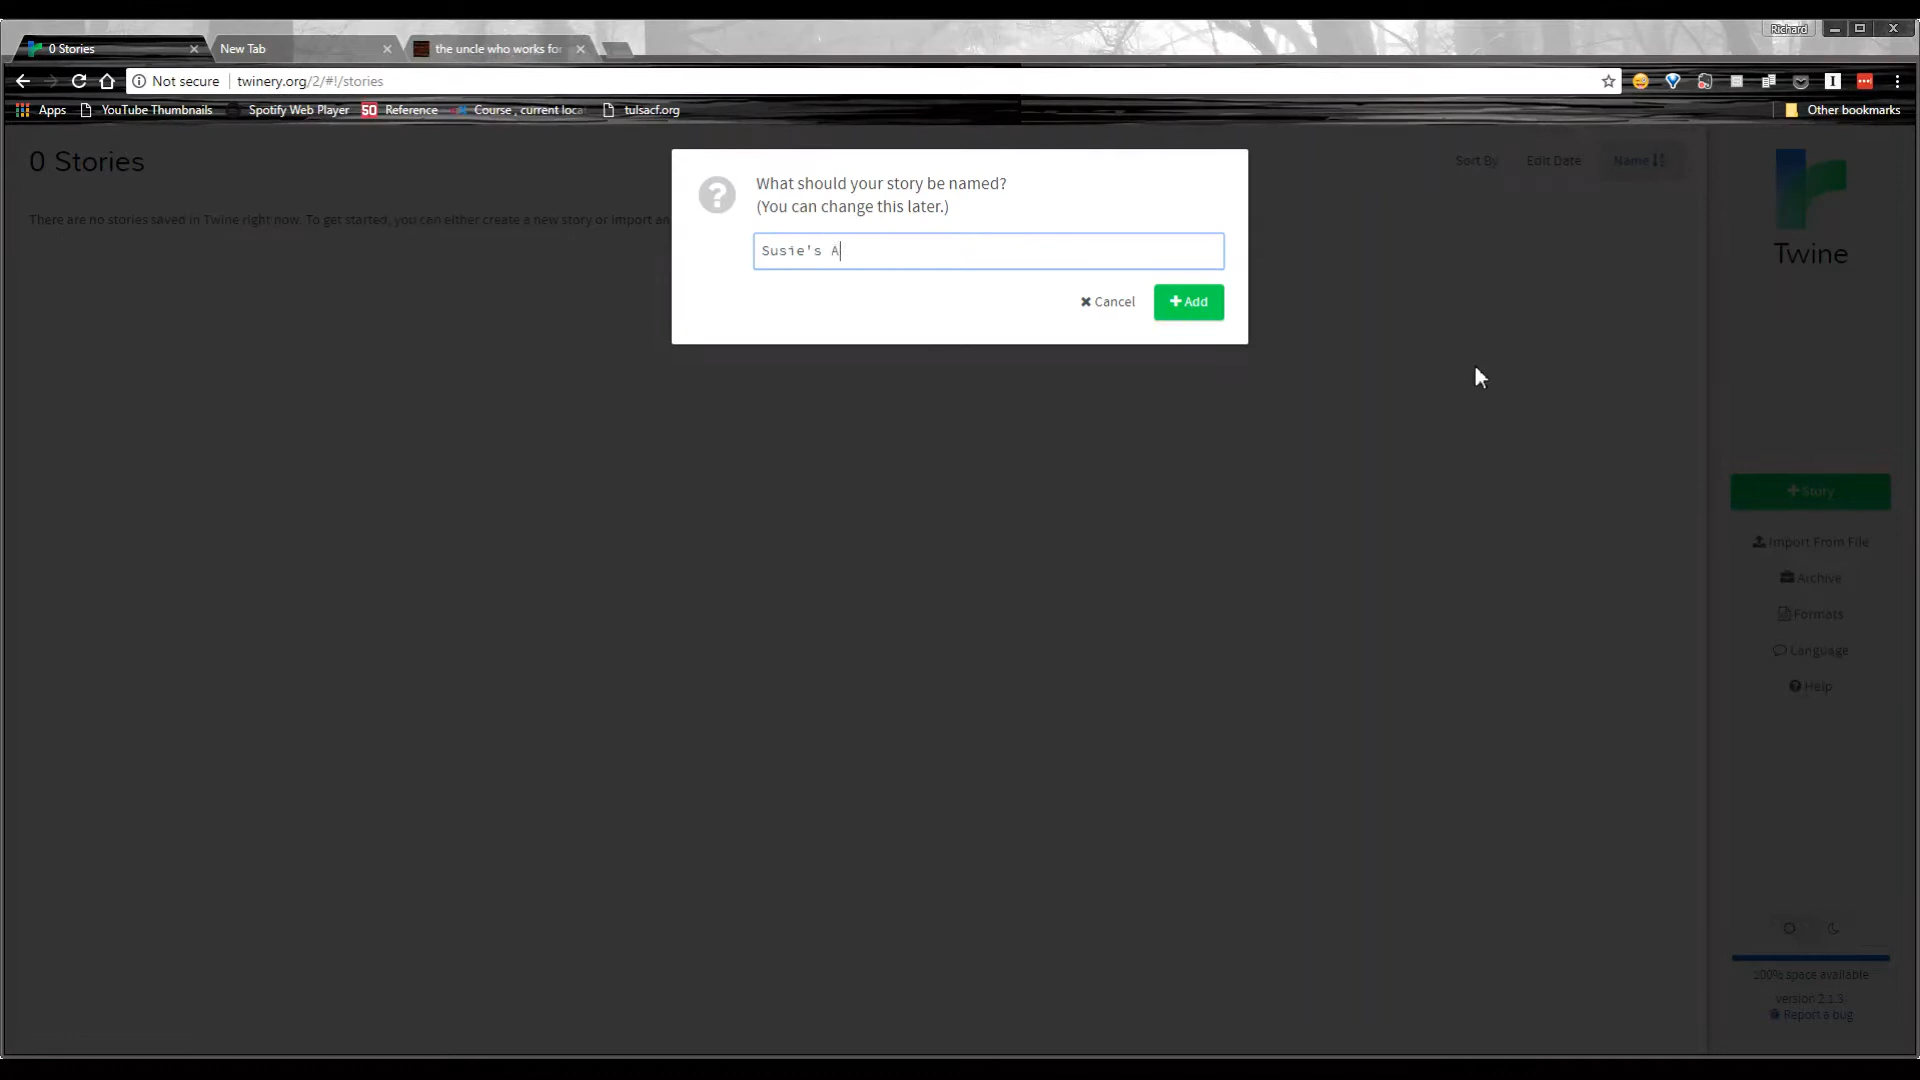 Richard
0 Stories
New Tab
the uncle who works for
Not secure
twinery.org/2/#!/stories
Apps
YouTube Thumbnails
Spotify Web Player
50 Reference
Course , current loca
tulsacf.org
Other bookmarks
0 Stories
Sort By
Edit Date
Name
There are no stories saved in Twine right now. To get started, you can either create a new story or import an
What should your story be named?
(You can change this later.)
Susie's A
Cancel
Add
Twine
Story
Import From File
Archive
Formats
Language
Help
200% space available
version 2.1.3
Report a bug